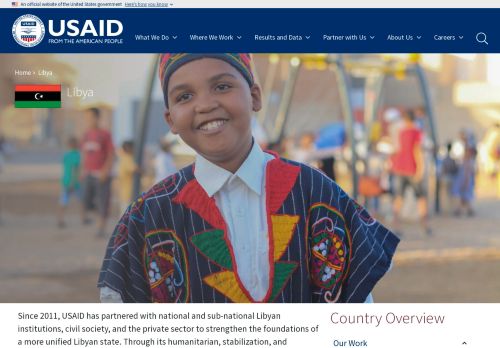 An official website of the United States government Here's how you know
USAID
FROM THE AMERICAN PEOPLE
What We Do
Where We Work
Results and Data
Partner with Us
About Us
Careers
Home › Libya
Libya
Since 2011, USAID has partnered with national and sub-national Libyan
institutions, civil society, and the private sector to strengthen the foundations of
a more unified Libyan state. Through its humanitarian, stabilization, and
Country Overview
Our Work